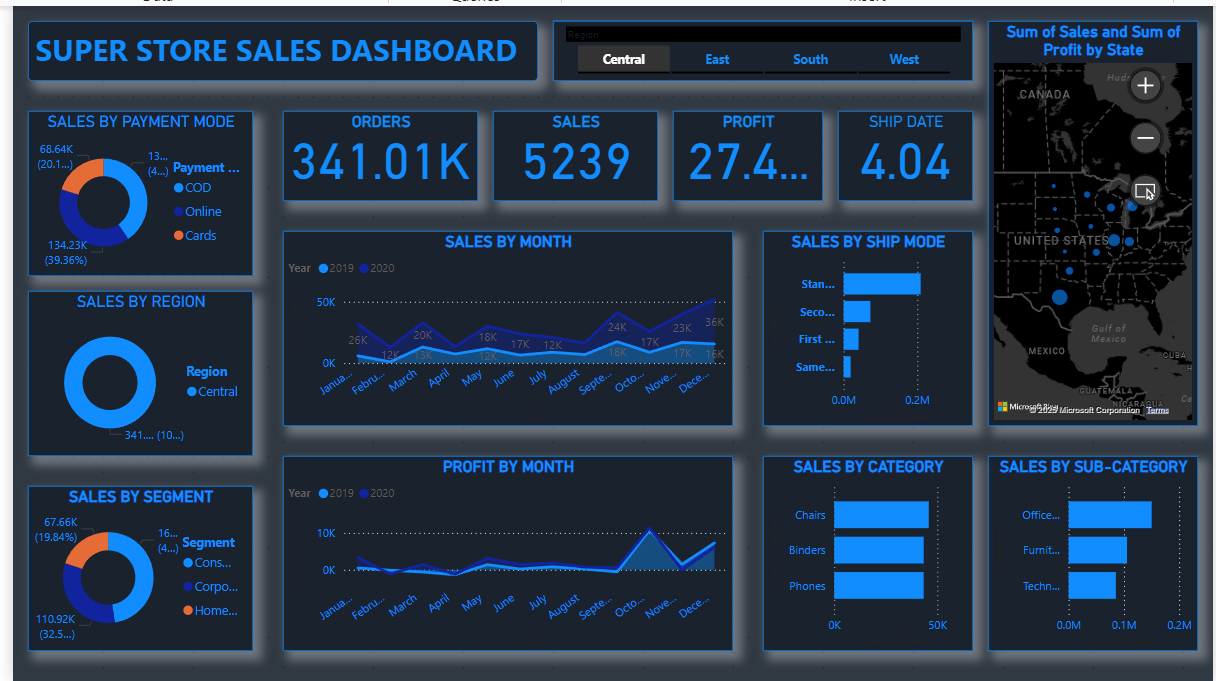 SUPER STORE SALES DASHBOARD
Region
Central East South West
Sum of Sales and Sum of
Profit by State
CANADA
UNITED STATES
Gulf of
Mexico
MEXICO
CUBA
GUATEMALA
NICARAGUA
© 2025 Microsoft Corporation Terms
SALES BY PAYMENT MODE
68.64K
(20.1...)
13...
(4...)
134.23K
(39.36%)
Payment ...
COD
Online
Cards
ORDERS
341.01K
SALES
5239
PROFIT
27.4...
SHIP DATE
4.04
SALES BY REGION
341.... (10...)
Region
Central
SALES BY MONTH
Year 2019 2020
50K
0K
26K 12K 20K 13K 18K 12K 17K 12K 24K 18K 17K 23K 17K 36K 16K
Janua... Febru... March April May June July August Septe... Octo... Nove... Dece...
SALES BY SHIP MODE
Stan...
Seco...
First ...
Same...
0.0M 0.2M
SALES BY SEGMENT
67.66K
(19.84%)
16...
(4...)
110.92K
(32.5...)
Segment
Cons...
Corpo...
Home...
PROFIT BY MONTH
Year 2019 2020
10K
0K
Janua... Febru... March April May June July August Septe... Octo... Nove... Dece...
SALES BY CATEGORY
Chairs
Binders
Phones
0K 50K
SALES BY SUB-CATEGORY
Office...
Furnit...
Techn...
0.0M 0.1M 0.2M